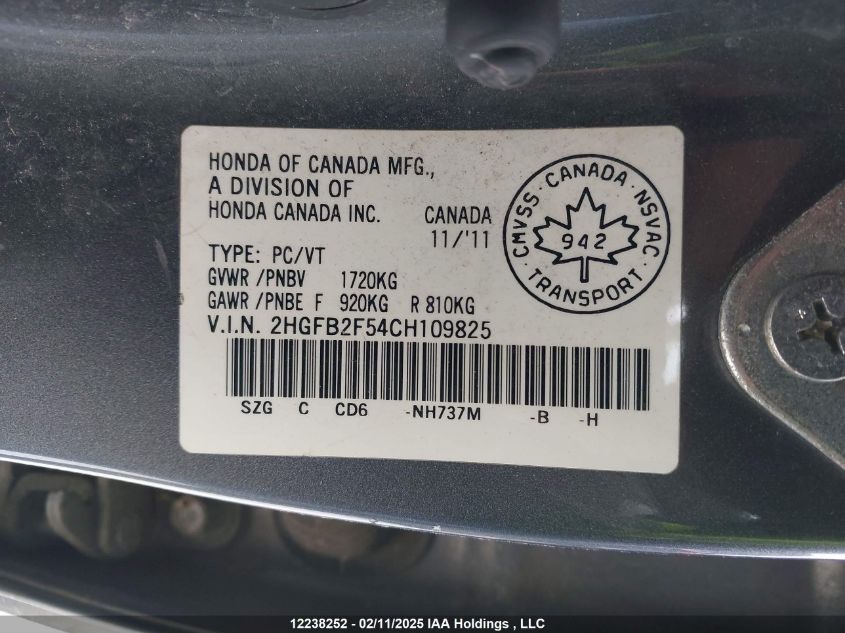 HONDA OF CANADA MFG.,
A DIVISION OF
HONDA CANADA INC. CANADA
11/'11
TYPE: PC/VT
GVWR /PNBV 1720KG
GAWR /PNBE F 920KG R 810KG
V.I.N. 2HGFB2F54CH109825
SZG C CD6 -NH737M -B -H
CMVSS · CANADA · NSVAC
942
· TRANSPORT ·
12238252 - 02/11/2025 IAA Holdings , LLC